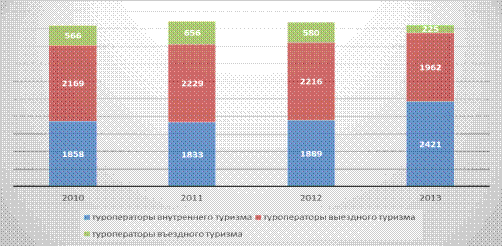 566 656 580 225
2169 2229 2216 1962
1858 1833 1889 2421
2010 2011 2012 2013
туроператоры внутреннего туризма туроператоры выездного туризма
туроператоры въездного туризма